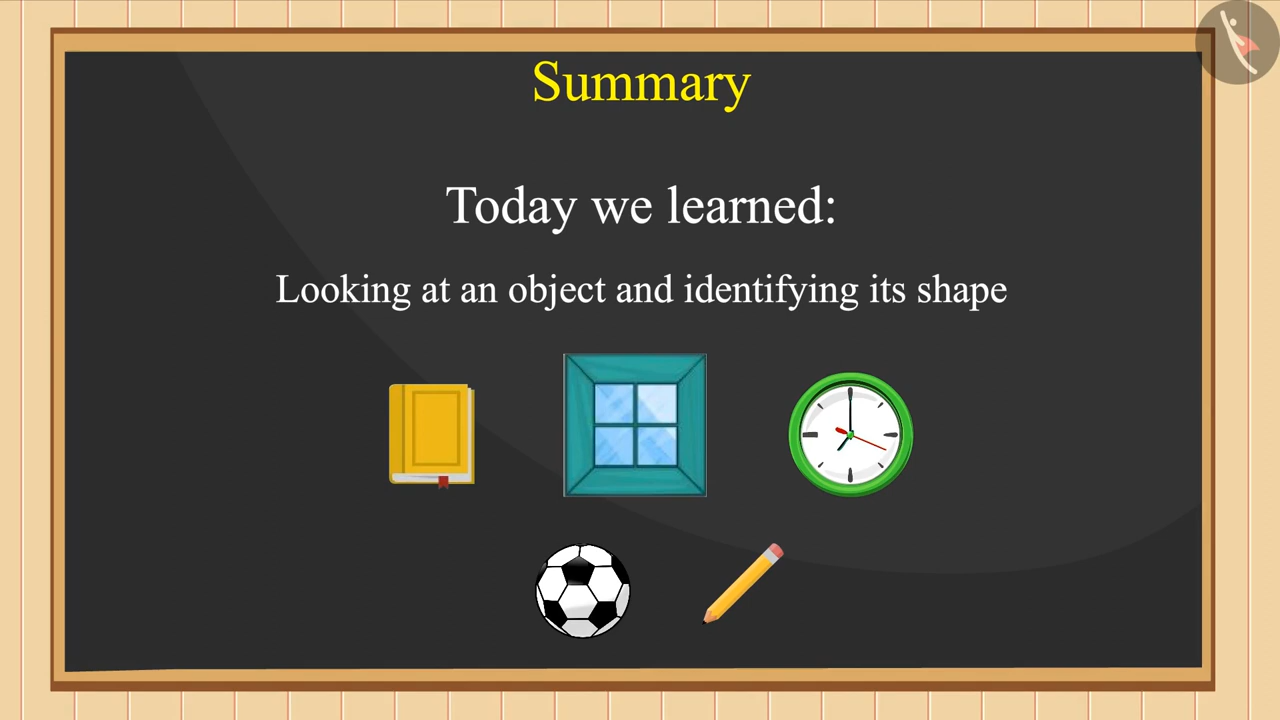 Summary
Today we learned:
Looking at an object and identifying its shape